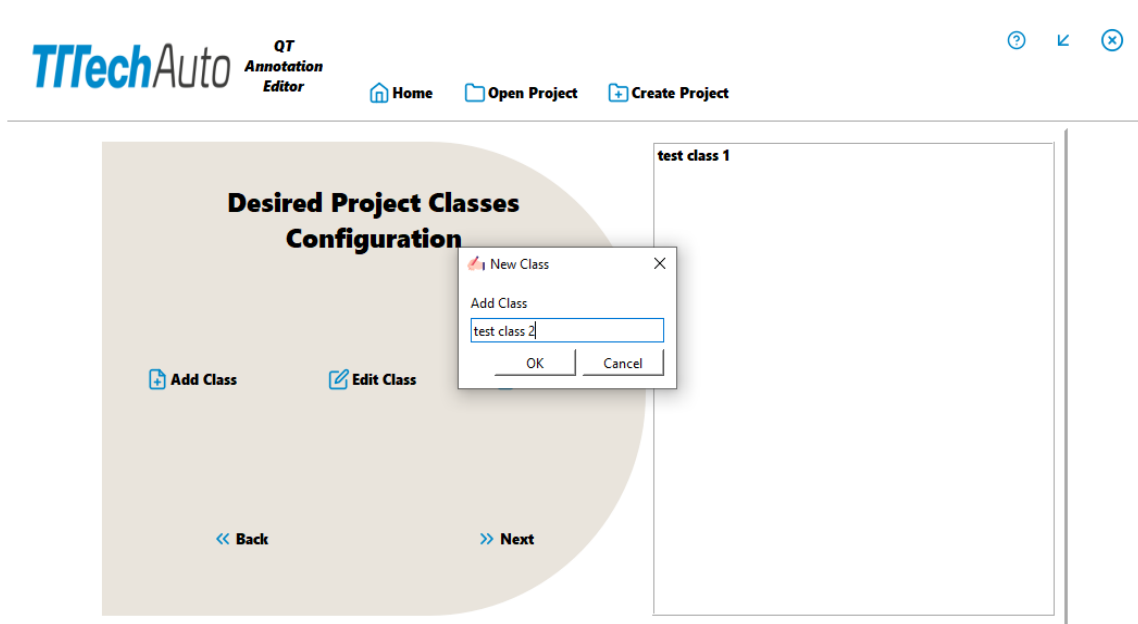 TTTechAuto
QT
Annotation
Editor
Home
Open Project
Create Project
Desired Project Classes
Configuration
test class 1
New Class
Add Class
test class 2
OK
Cancel
Add Class
Edit Class
Back
Next